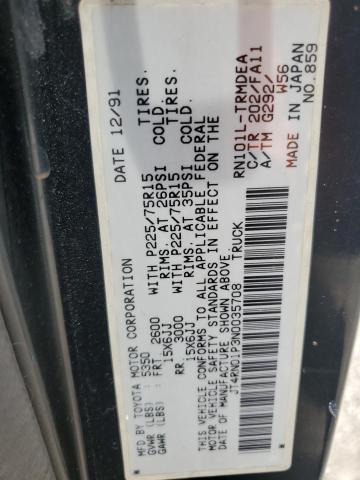 MFD BY TOYOTA MOTOR CORPORATION DATE 12/91
GVWR (LBS) 5350
GAWR (LBS) FRT 2600 WITH P225/75R15 TIRES.
15X6JJ RIMS. AT 26PSI COLD.
RR. 3000 WITH P225/75R15 TIRES.
15X6JJ RIMS. AT 35PSI COLD.
THIS VEHICLE CONFORMS TO ALL APPLICABLE FEDERAL
MOTOR VEHICLE SAFETY STANDARDS IN EFFECT ON THE
DATE OF MANUFACTURE SHOWN ABOVE.
JT4RN01P3N0035708 TRUCK
RN101L-TRMDEA
C/TR 202/FA11
A/TM G292/
W56
MADE IN JAPAN
NO.859